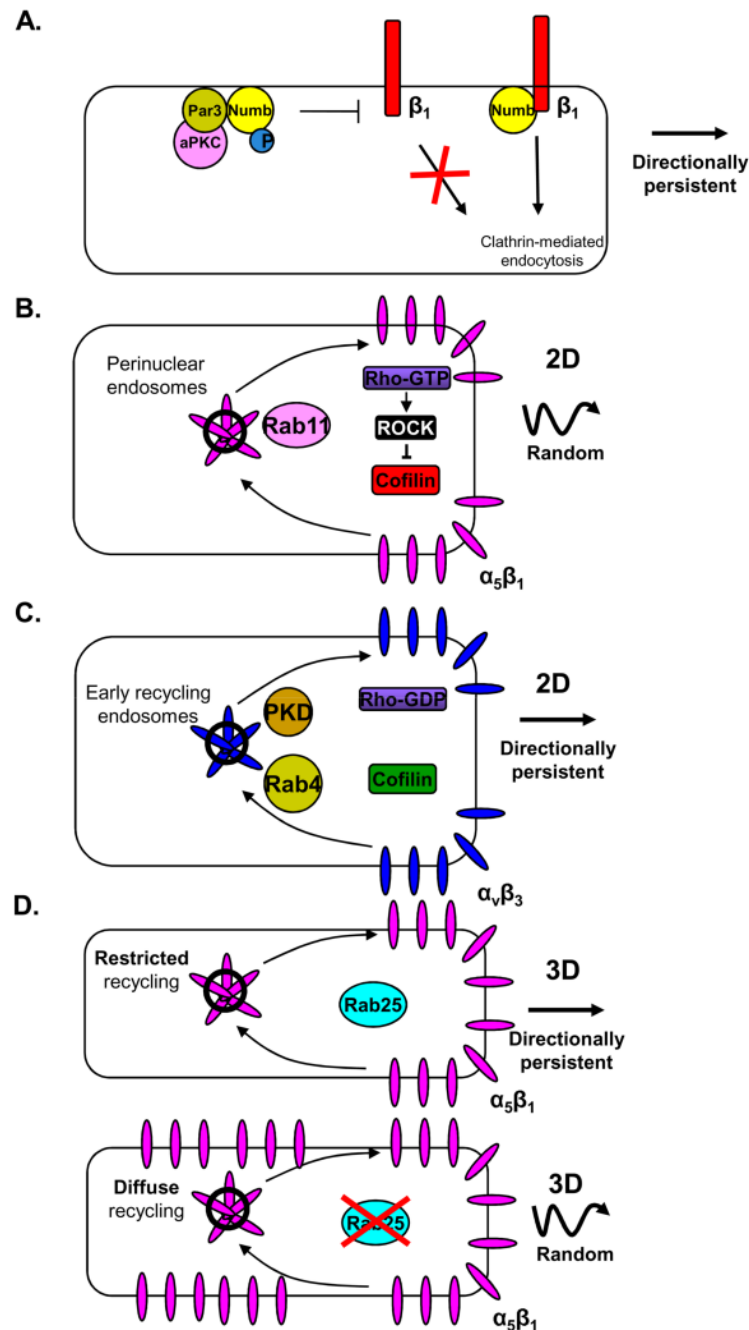 A.
Par3 Numb
aPKC P
β₁
Numb β₁
Directionally
persistent
Clathrin-mediated
endocytosis
B.
Perinuclear
endosomes
Rab11
Rho-GTP
ROCK
Cofilin
2D
Random
α₅β₁
C.
Early recycling
endosomes
PKD
Rab4
Rho-GDP
Cofilin
2D
Directionally
persistent
αᵥβ₃
D.
Restricted
recycling
Rab25
3D
Directionally
persistent
α₅β₁
Diffuse
recycling
Rab25
3D
Random
α₅β₁